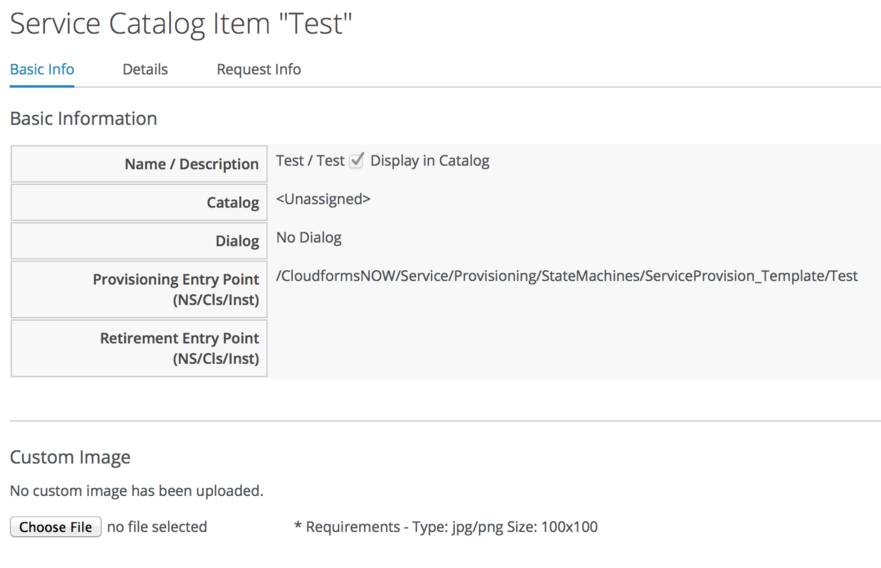 Service Catalog Item "Test"
Basic Info Details Request Info
Basic Information
Name / Description Test / Test Display in Catalog
Catalog <Unassigned>
Dialog No Dialog
Provisioning Entry Point /CloudformsNOW/Service/Provisioning/StateMachines/ServiceProvision_Template/Test
(NS/Cls/Inst)
Retirement Entry Point
(NS/Cls/Inst)
Custom Image
No custom image has been uploaded.
Choose File no file selected * Requirements - Type: jpg/png Size: 100x100